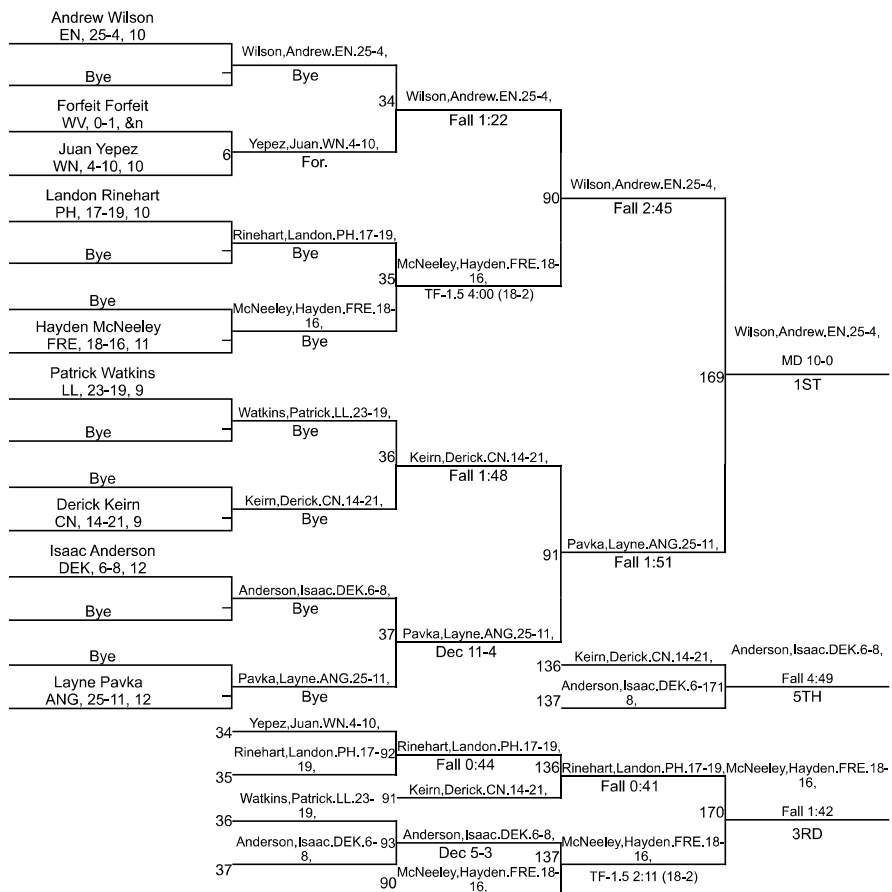 Andrew Wilson
EN, 25-4, 10
Bye
Forfeit Forfeit
WV, 0-1, &n
Juan Yepez
WN, 4-10, 10
6
Landon Rinehart
PH, 17-19, 10
Bye
Bye
Hayden McNeeley
FRE, 18-16, 11
Patrick Watkins
LL, 23-19, 9
Bye
Bye
Derick Keirn
CN, 14-21, 9
Isaac Anderson
DEK, 6-8, 12
Bye
Bye
Layne Pavka
ANG, 25-11, 12
Wilson,Andrew.EN.25-4,
Bye
34
Yepez,Juan.WN.4-10,
For.
Rinehart,Landon.PH.17-19,
Bye
35
McNeeley,Hayden.FRE.18-
16,
Bye
Watkins,Patrick.LL.23-19,
Bye
36
Keirn,Derick.CN.14-21,
Bye
Anderson,Isaac.DEK.6-8,
Bye
37
Pavka,Layne.ANG.25-11,
Bye
Wilson,Andrew.EN.25-4,
Fall 1:22
90
McNeeley,Hayden.FRE.18-
16,
TF-1.5 4:00 (18-2)
Keirn,Derick.CN.14-21,
Fall 1:48
91
Pavka,Layne.ANG.25-11,
Dec 11-4
Wilson,Andrew.EN.25-4,
Fall 2:45
169
Pavka,Layne.ANG.25-11,
Fall 1:51
Wilson,Andrew.EN.25-4,
MD 10-0
1ST
136
Keirn,Derick.CN.14-21,
137
Anderson,Isaac.DEK.6-
8,
171
Anderson,Isaac.DEK.6-8,
Fall 4:49
5TH
34
Yepez,Juan.WN.4-10,
35
Rinehart,Landon.PH.17-
19,
92
36
Watkins,Patrick.LL.23-
19,
37
Anderson,Isaac.DEK.6-
8,
93
Rinehart,Landon.PH.17-19,
Fall 0:44
136
91
Keirn,Derick.CN.14-21,
Anderson,Isaac.DEK.6-8,
Dec 5-3
137
90
McNeeley,Hayden.FRE.18-
16,
Rinehart,Landon.PH.17-19,
Fall 0:41
170
McNeeley,Hayden.FRE.18-
16,
TF-1.5 2:11 (18-2)
McNeeley,Hayden.FRE.18-
16,
Fall 1:42
3RD